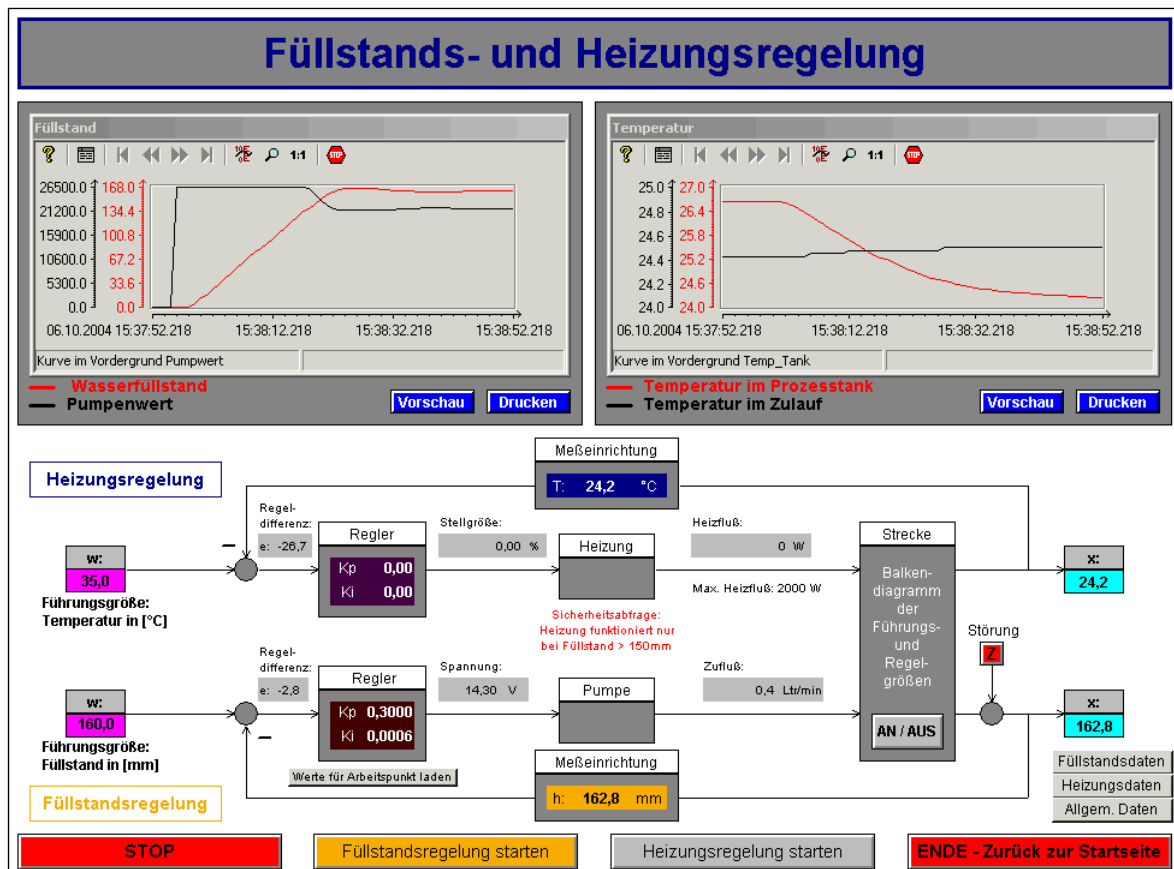 Füllstands- und Heizungsregelung
Füllstand
1:1
STOP
26500.0 168.0
21200.0 134.4
15900.0 100.8
10600.0 67.2
5300.0 33.6
0.0 0.0
06.10.2004 15:37:52.218 15:38:12.218 15:38:32.218 15:38:52.218
Kurve im Vordergrund Pumpwert
Wasserfüllstand
Pumpenwert
Vorschau
Drucken
Temperatur
1:1
STOP
25.0 27.0
24.8 26.4
24.6 25.8
24.4 25.2
24.2 24.6
24.0 24.0
06.10.2004 15:37:52.218 15:38:12.218 15:38:32.218 15:38:52.218
Kurve im Vordergrund Temp_Tank
Temperatur im Prozesstank
Temperatur im Zulauf
Vorschau
Drucken
Heizungsregelung
Meßeinrichtung
T: 24,2 °C
w:
35,0
Führungsgröße:
Temperatur in [°C]
Regel-
differenz:
e: -26,7
Regler
Kp 0,00
Ki 0,00
Stellgröße:
0,00 %
Heizung
Sicherheitsabfrage:
Heizung funktioniert nur
bei Füllstand > 150mm
Heizfluß:
0 W
Max. Heizfluß: 2000 W
Strecke
Balken-
diagramm
der
Führungs-
und
Regel-
größen
AN / AUS
x:
24,2
Störung
Z
w:
160,0
Führungsgröße:
Füllstand in [mm]
Regel-
differenz:
e: -2,8
Regler
Kp 0,3000
Ki 0,0006
Werte für Arbeitspunkt laden
Spannung:
14,30 V
Pumpe
Zufluß:
0,4 Ltr/min
x:
162,8
Meßeinrichtung
h: 162,8 mm
Füllstandsregelung
Füllstandsdaten
Heizungsdaten
Allgem. Daten
STOP
Füllstandsregelung starten
Heizungsregelung starten
ENDE - Zurück zur Startseite